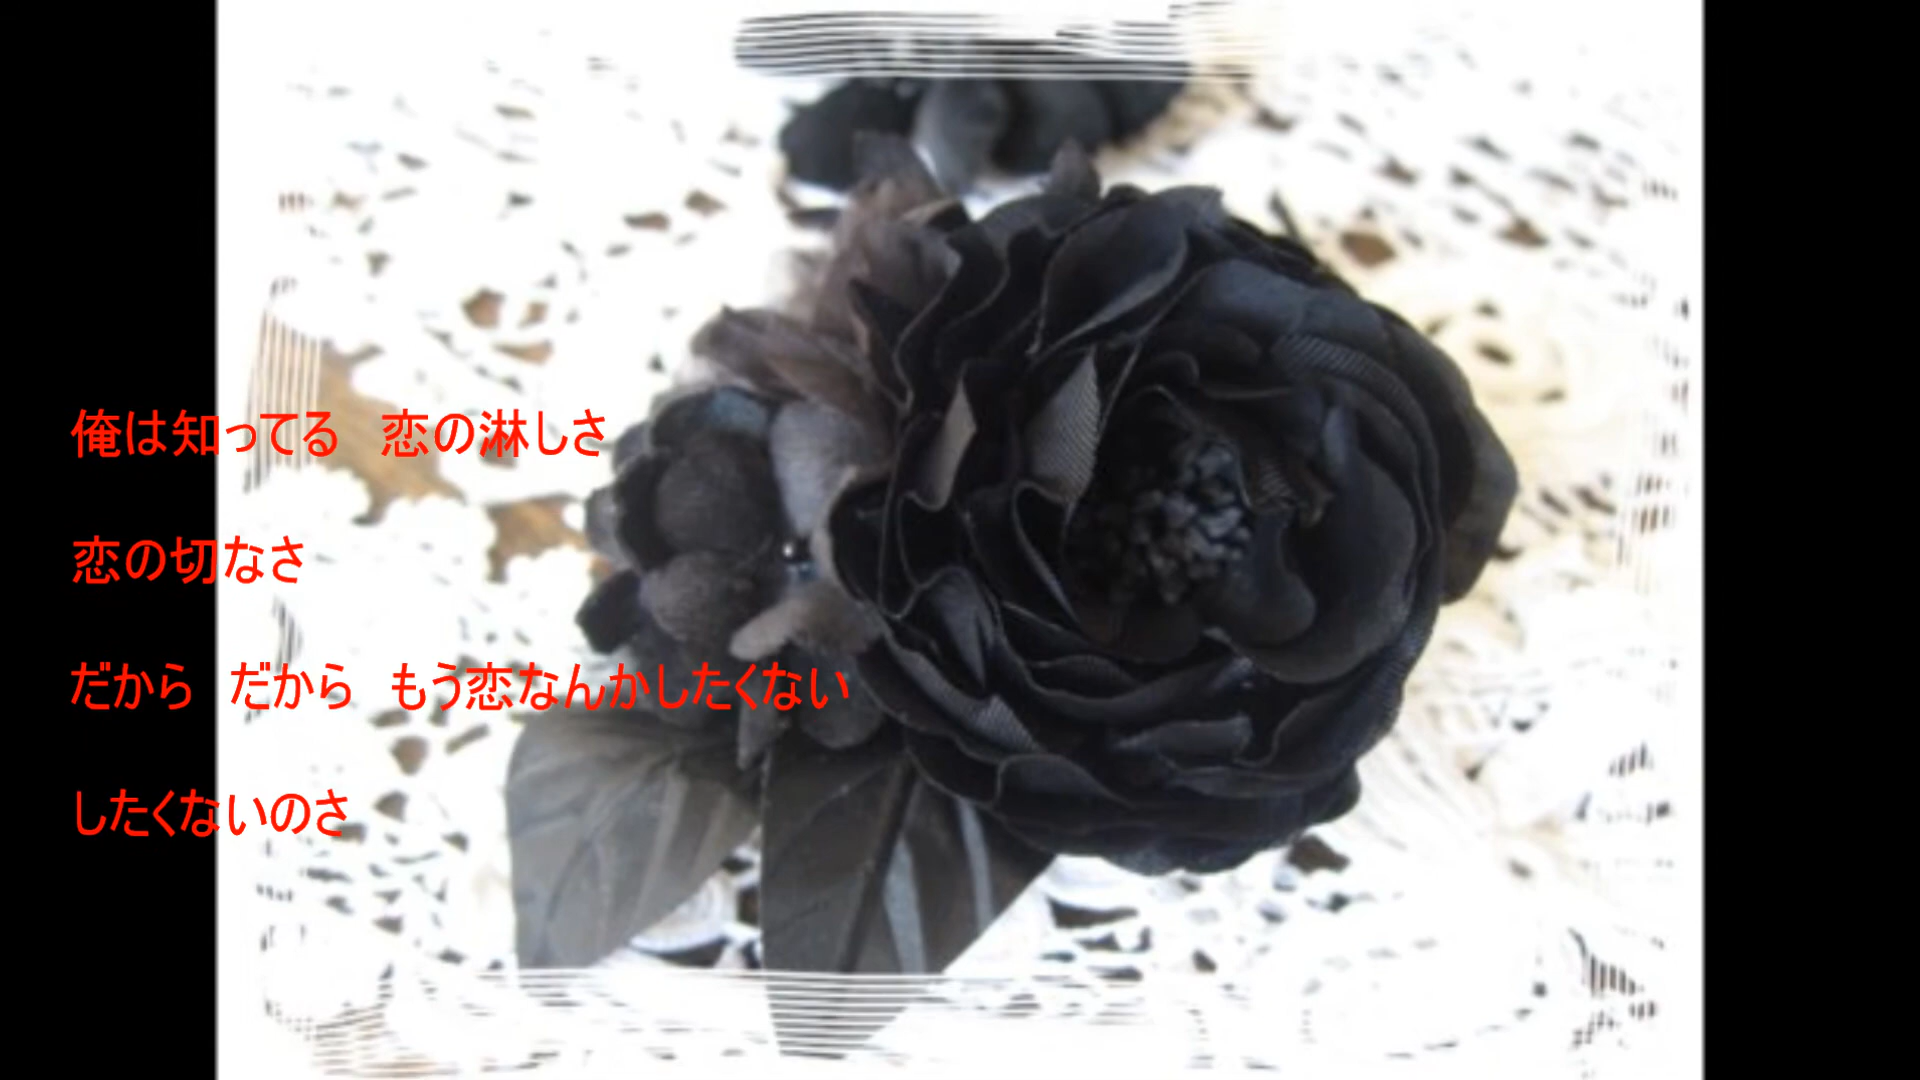 俺は知ってる　恋の淋しさ
恋の切なさ
だから　だから　もう恋なんかしたくない
したくないのさ